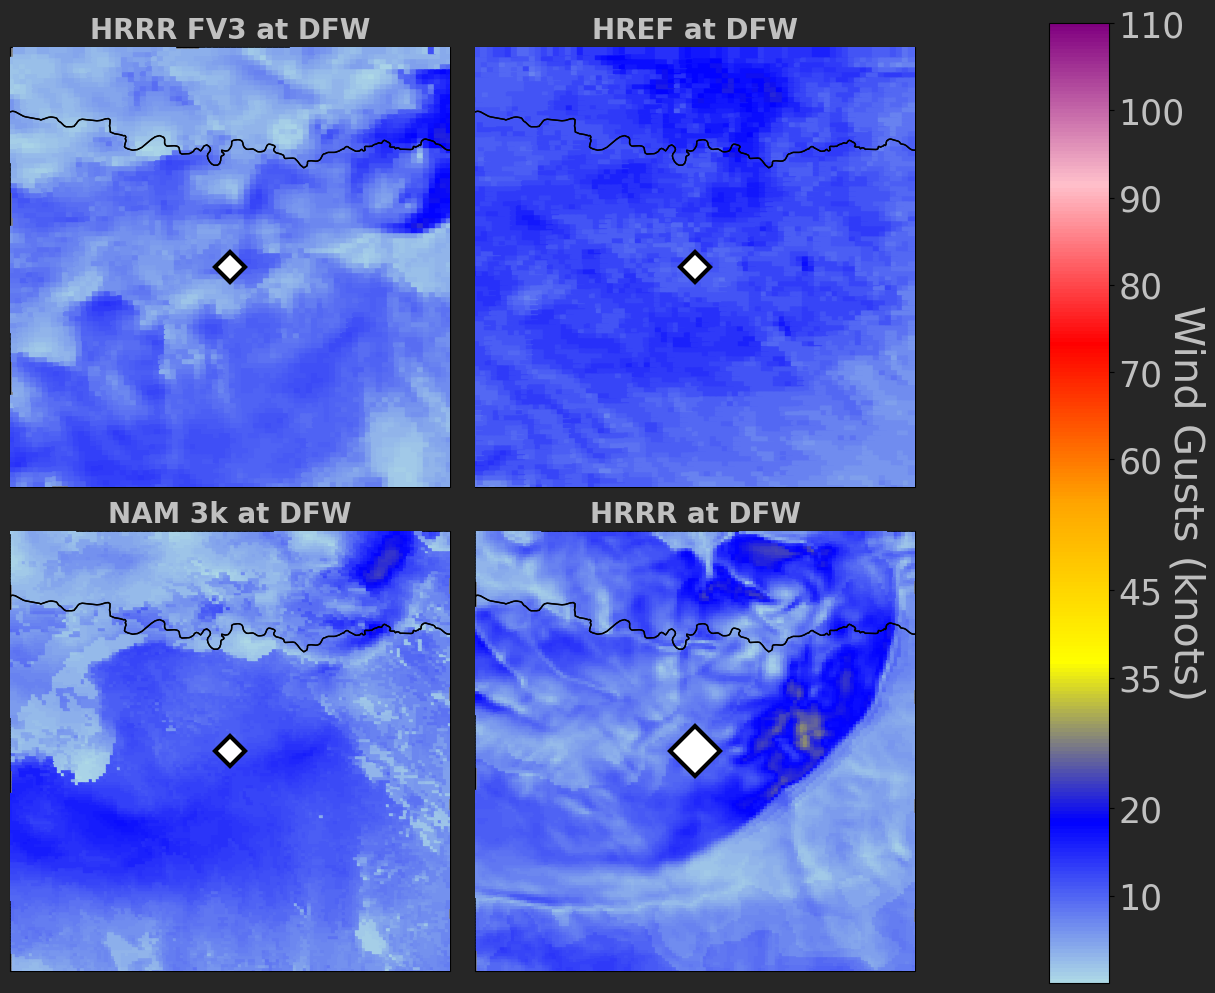 HRRR FV3 at DFW
HREF at DFW
NAM 3k at DFW
HRRR at DFW
110
100
90
80
70
60
45
35
20
10
Wind Gusts (knots)